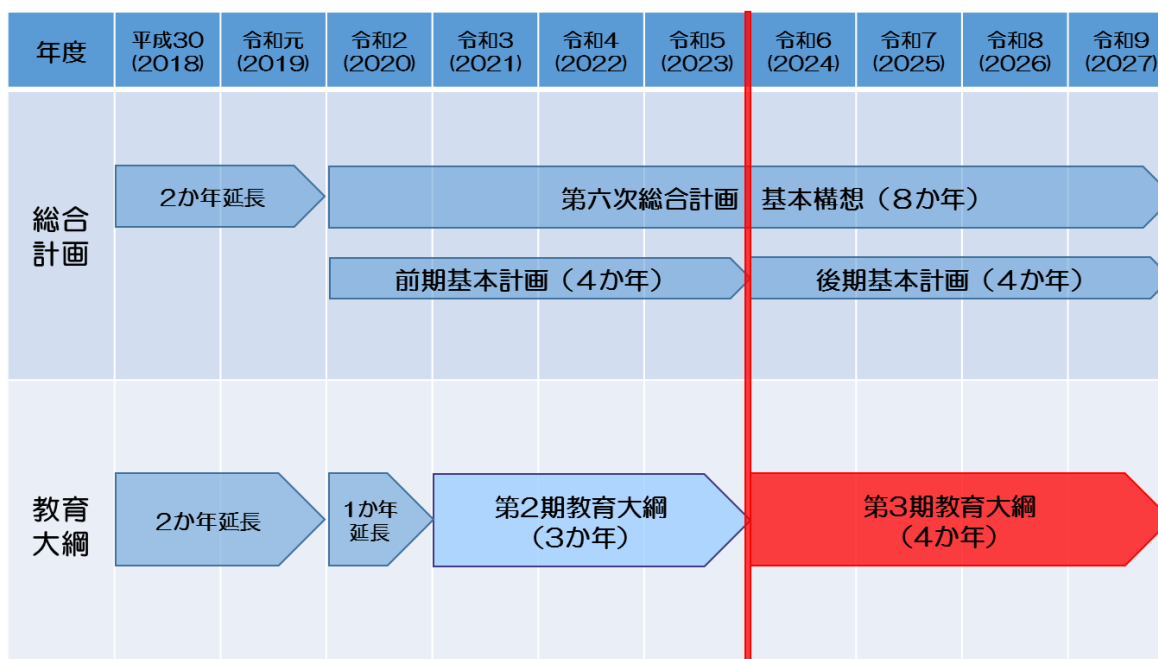 年度
平成30
(2018)
令和元
(2019)
令和2
(2020)
令和3
(2021)
令和4
(2022)
令和5
(2023)
令和6
(2024)
令和7
(2025)
令和8
(2026)
令和9
(2027)
総合
計画
2か年延長
第六次総合計画 基本構想（8か年）
前期基本計画（4か年）
後期基本計画（4か年）
教育
大綱
2か年延長
1か年
延長
第2期教育大綱
（3か年）
第3期教育大綱
（4か年）